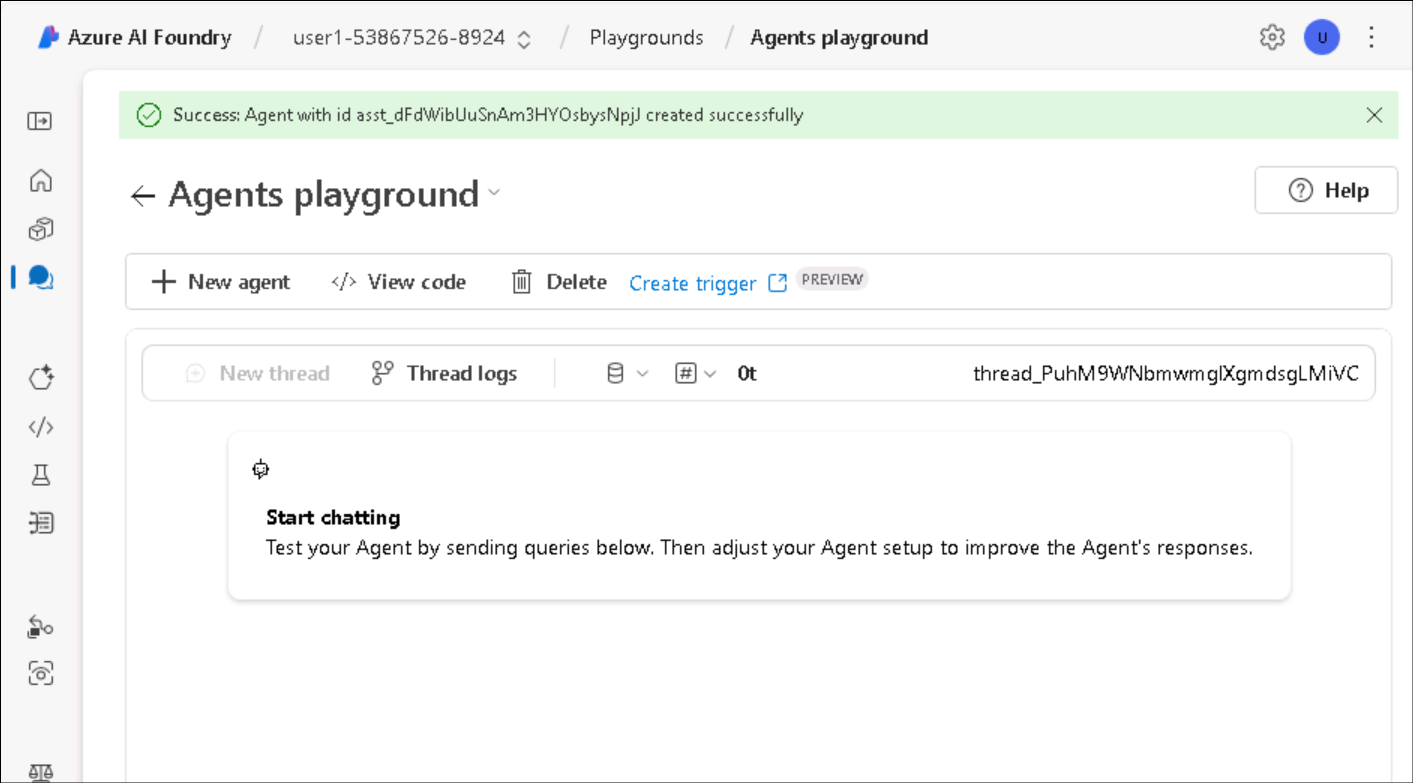 Azure AI Foundry / user1-53867526-8924 / Playgrounds / Agents playground
U
Success: Agent with id asst_dFdWibUuSnAm3HYOsbysNpjJ created successfully
Agents playground
Help
New agent
View code
Delete
Create trigger
PREVIEW
New thread
Thread logs
0t
thread_PuhM9WNbmwmglXgmdsgLMiVC
Start chatting
Test your Agent by sending queries below. Then adjust your Agent setup to improve the Agent's responses.